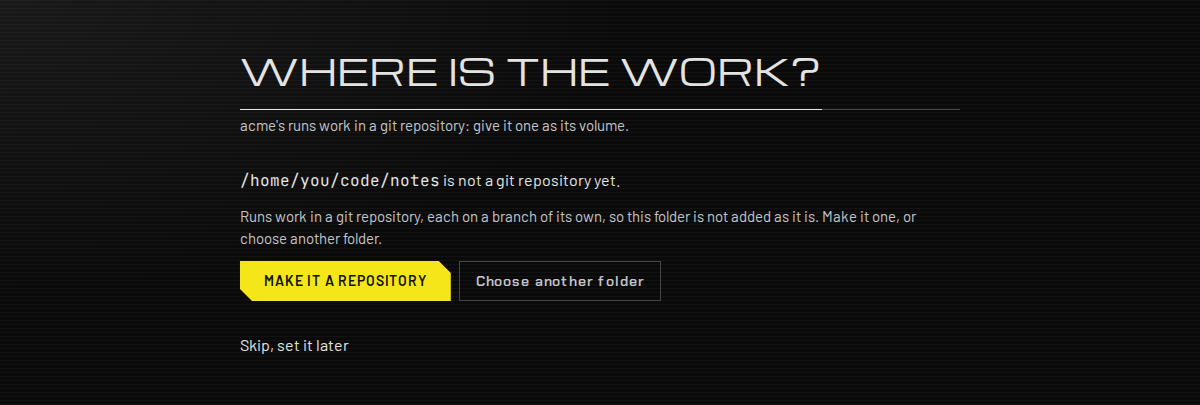 WHERE IS THE WORK?
acme's runs work in a git repository: give it one as its volume.
/home/you/code/notes is not a git repository yet.
Runs work in a git repository, each on a branch of its own, so this folder is not added as it is. Make it one, or
choose another folder.
MAKE IT A REPOSITORY Choose another folder
Skip, set it later